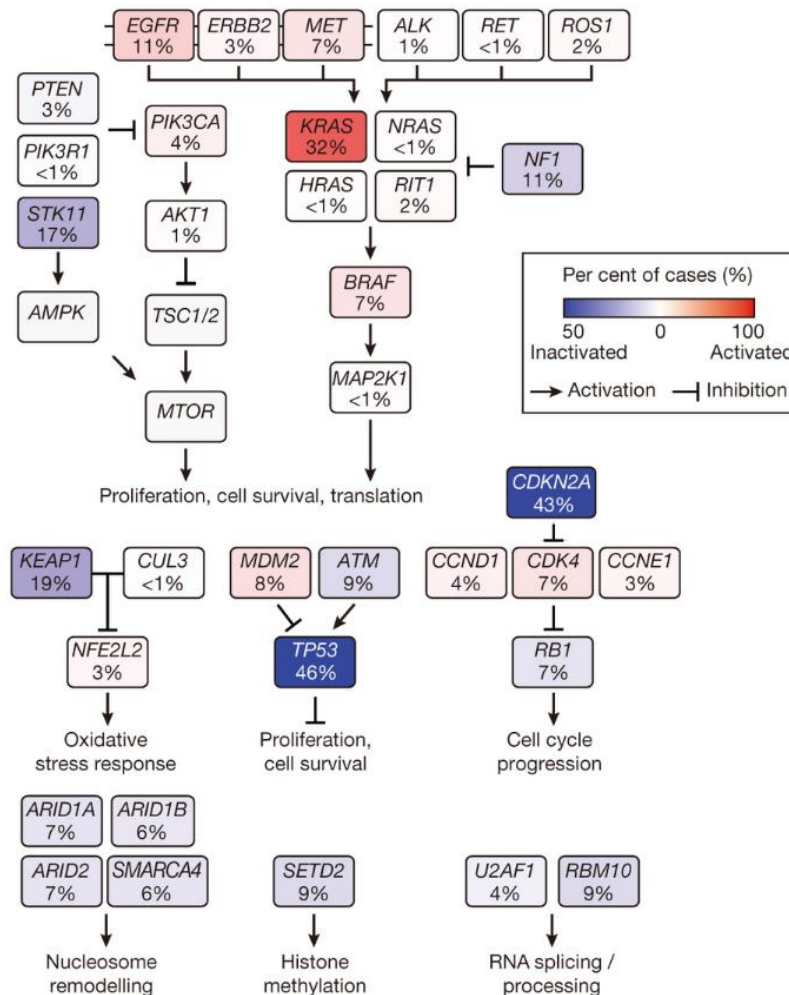 EGFR
11%
ERBB2
3%
MET
7%
ALK
1%
RET
<1%
ROS1
2%
PTEN
3%
PIK3R1
<1%
STK11
17%
AMPK
PIK3CA
4%
AKT1
1%
TSC1/2
MTOR
KRAS
32%
NRAS
<1%
HRAS
<1%
RIT1
2%
NF1
11%
BRAF
7%
MAP2K1
<1%
Per cent of cases (%)
50 0 100
Inactivated Activated
Activation Inhibition
Proliferation, cell survival, translation
KEAP1
19%
CUL3
<1%
NFE2L2
3%
Oxidative
stress response
MDM2
8%
ATM
9%
TP53
46%
Proliferation,
cell survival
CDKN2A
43%
CCND1
4%
CDK4
7%
CCNE1
3%
RB1
7%
Cell cycle
progression
ARID1A
7%
ARID1B
6%
ARID2
7%
SMARCA4
6%
Nucleosome
remodelling
SETD2
9%
Histone
methylation
U2AF1
4%
RBM10
9%
RNA splicing /
processing